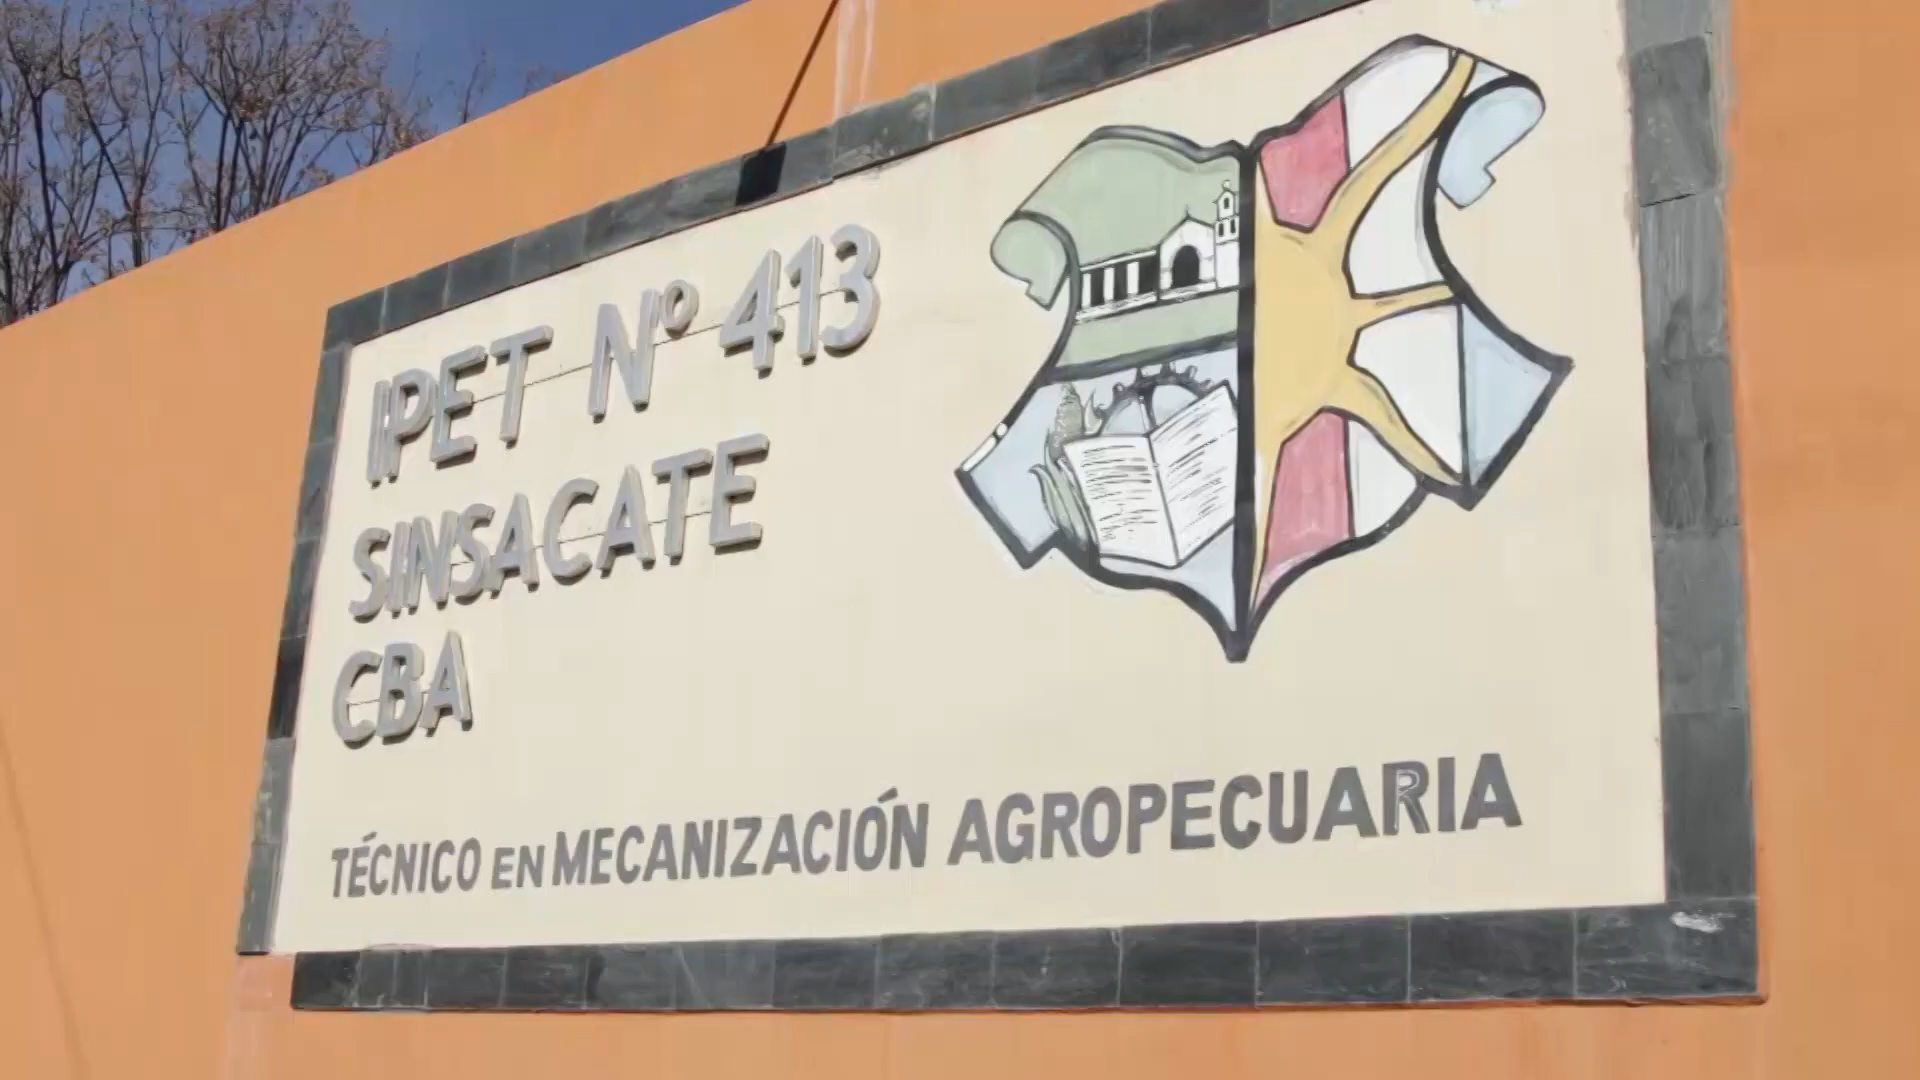 IPET Nº 413
SINSACATE
CBA
TÉCNICO EN MECANIZACIÓN AGROPECUARIA